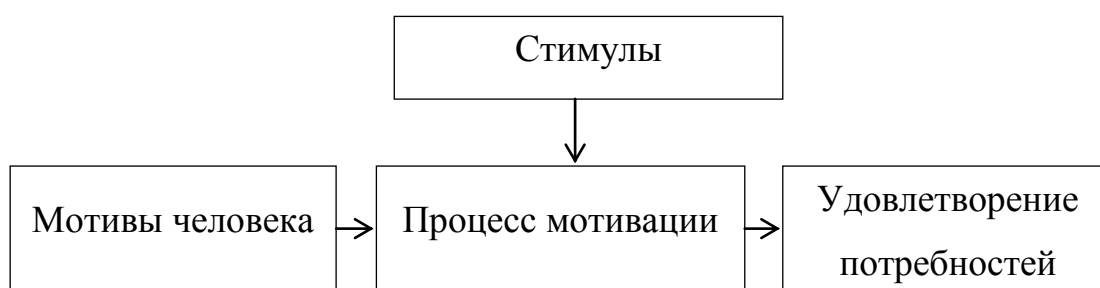 Стимулы
Мотивы человека
Процесс мотивации
Удовлетворение
потребностей